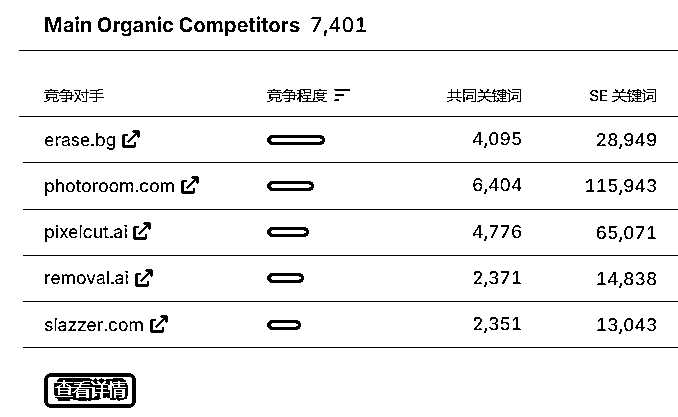 Main Organic Competitors 7,401
竞争对手 竞争程度 共同关键词 SE 关键词
erase.bg 4,095 28,949
photoroom.com 6,404 115,943
pixelcut.ai 4,776 65,071
removal.ai 2,371 14,838
slazzer.com 2,351 13,043
查看详情